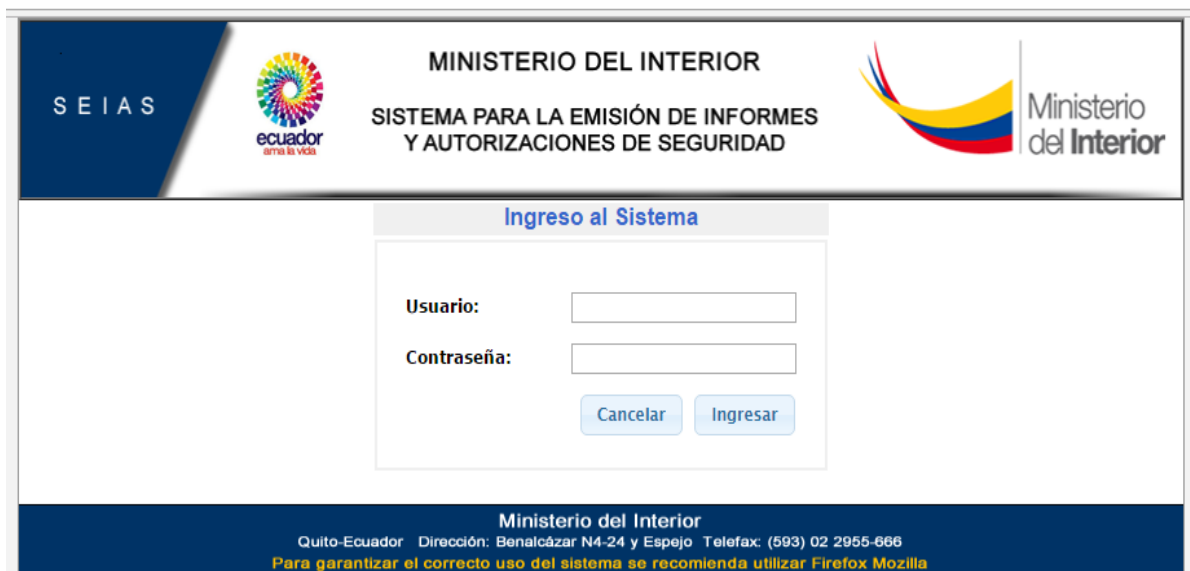 SEIAS
ecuador
ama la vida
MINISTERIO DEL INTERIOR
SISTEMA PARA LA EMISIÓN DE INFORMES
Y AUTORIZACIONES DE SEGURIDAD
Ministerio
del Interior
Ingreso al Sistema
Usuario:
Contraseña:
Cancelar Ingresar
Ministerio del Interior
Quito-Ecuador Dirección: Benalcázar N4-24 y Espejo Telefax: (593) 02 2955-666
Para garantizar el correcto uso del sistema se recomienda utilizar Firefox Mozilla